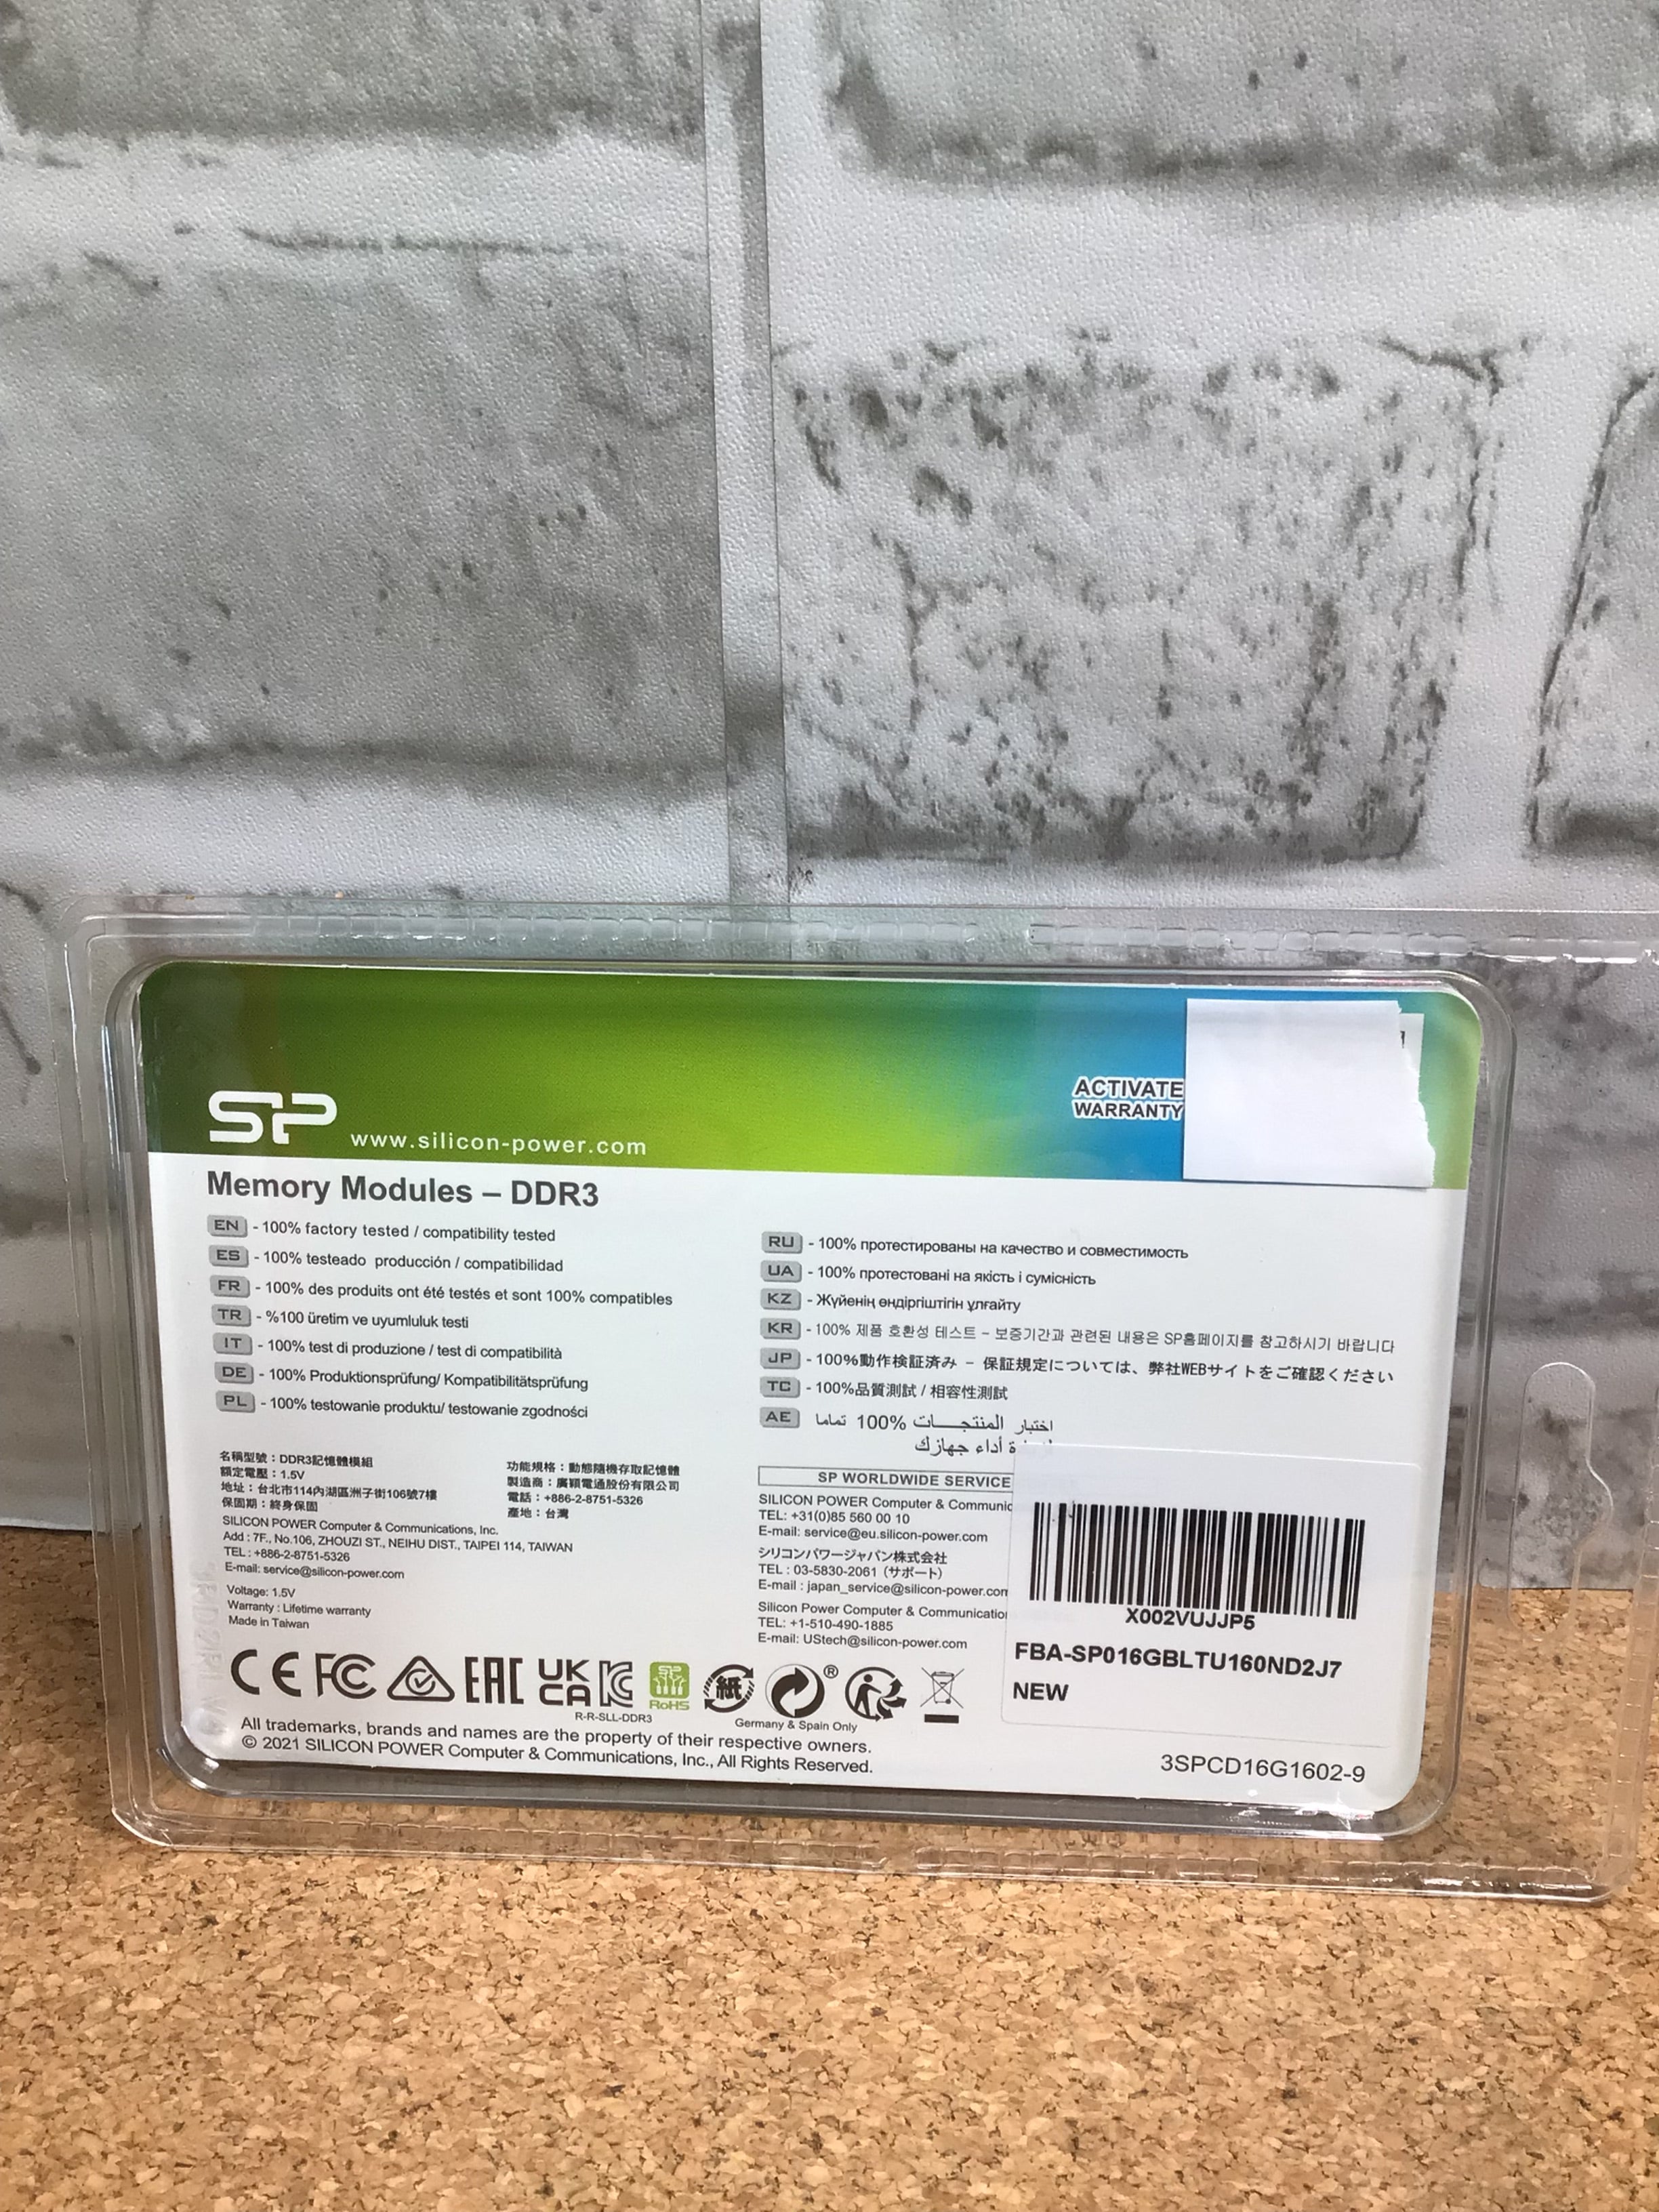 SP www.silicon-power.com
ACTIVATE
WARRANTY
Memory Modules – DDR3
EN - 100% factory tested / compatibility tested
ES - 100% testeado producción / compatibilidad
FR - 100% des produits ont été testés et sont 100% compatibles
TR - %100 üretim ve uyumluluk testi
IT - 100% test di produzione / test di compatibilità
DE - 100% Produktionsprüfung/ Kompatibilitätsprüfung
PL - 100% testowanie produktu/ testowanie zgodności
RU - 100% протестированы на качество и совместимость
UA - 100% протестовані на якість і сумісність
KZ - Жүйенің өндіргіштігін ұлғайту
KR - 100% 제품 호환성 테스트 – 보증기간과 관련된 내용은 SP홈페이지를 참고하시기 바랍니다
JP - 100%動作検証済み － 保証規定については、弊社WEBサイトをご確認ください
TC - 100%品質測試 / 相容性測試
AE اختبار المنتجـــات 100% تماما
أداء جهازك
名稱型號：DDR3記憶體模組
額定電壓：1.5V
地址：台北市114內湖區洲子街106號7樓
保固期：終身保固
功能規格：動態隨機存取記憶體
製造商：廣穎電通股份有限公司
電話：+886-2-8751-5326
產地：台灣
SILICON POWER Computer & Communications, Inc.
Add : 7F., No.106, ZHOUZI ST., NEIHU DIST., TAIPEI 114, TAIWAN
TEL : +886-2-8751-5326
E-mail: service@silicon-power.com
Voltage: 1.5V
Warranty : Lifetime warranty
Made in Taiwan
SP WORLDWIDE SERVICE
SILICON POWER Computer & Communic
TEL: +31(0)85 560 00 10
E-mail: service@eu.silicon-power.com
シリコンパワージャパン株式会社
TEL : 03-5830-2061 (サポート)
E-mail : japan_service@silicon-power.com
Silicon Power Computer & Communicatio
TEL: +1-510-490-1885
E-mail: UStech@silicon-power.com
X002VUJJP5
FBA-SP016GBLTU160ND2J7
NEW
CE FC EAC UK CA KC SP RoHS 紙 ®
R-R-SLL-DDR3
Germany & Spain Only
All trademarks, brands and names are the property of their respective owners.
© 2021 SILICON POWER Computer & Communications, Inc., All Rights Reserved.
3SPCD16G1602-9